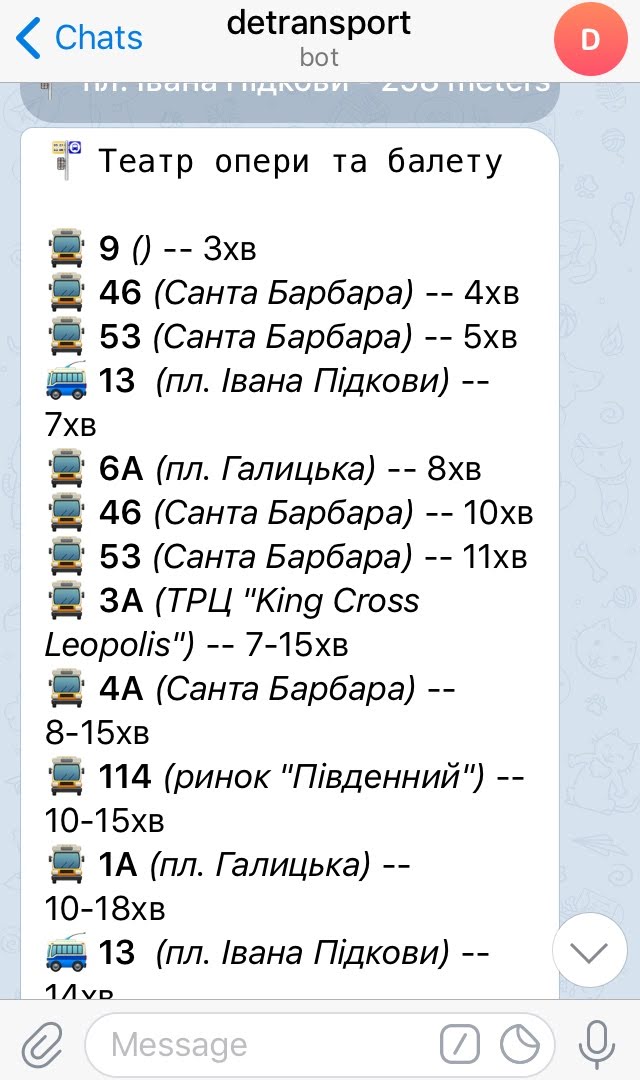 Chats
detransport
bot
D
пл. Івана Підкови - 298 meters
Театр опери та балету
9 () -- 3хв
46 (Санта Барбара) -- 4хв
53 (Санта Барбара) -- 5хв
13 (пл. Івана Підкови) --
7хв
6А (пл. Галицька) -- 8хв
46 (Санта Барбара) -- 10хв
53 (Санта Барбара) -- 11хв
3А (ТРЦ "King Cross
Leopolis") -- 7-15хв
4А (Санта Барбара) --
8-15хв
114 (ринок "Південний") --
10-15хв
1А (пл. Галицька) --
10-18хв
13 (пл. Івана Підкови) --
14хв
Message